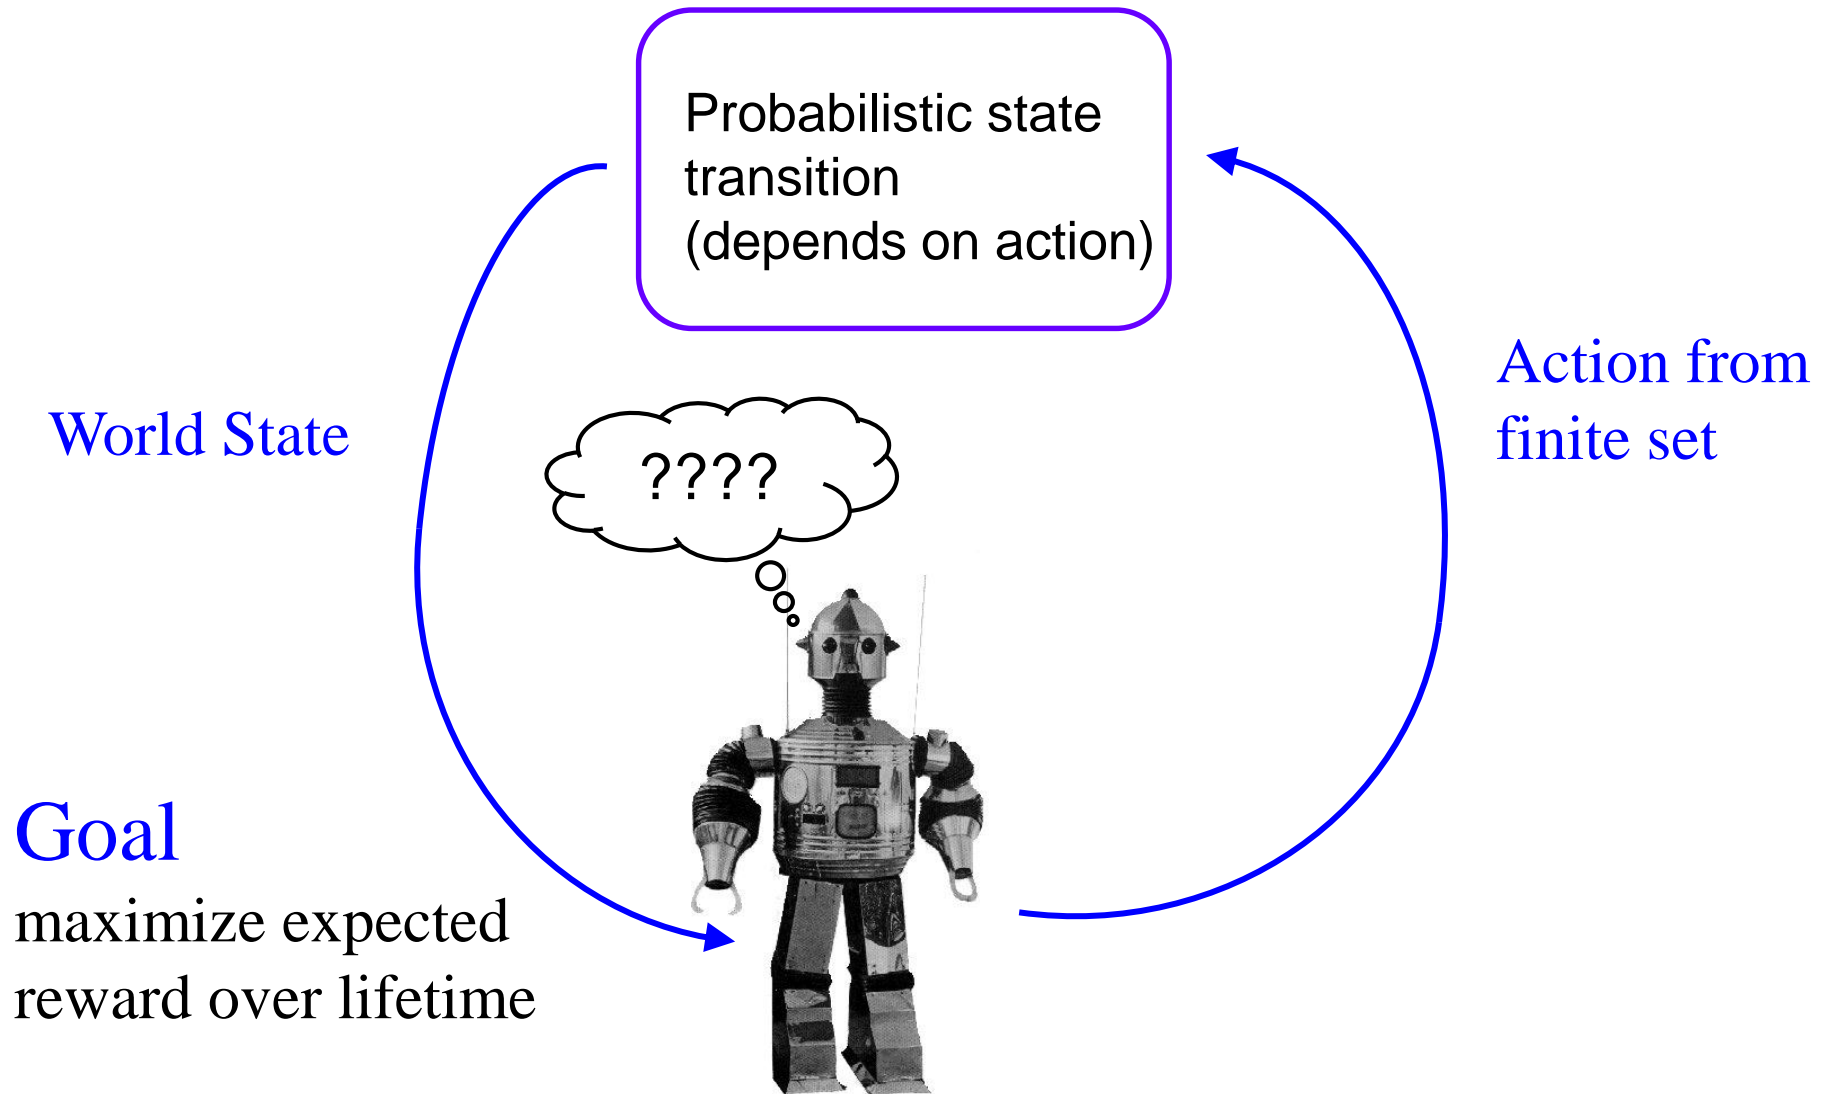 Probabilistic state
transition
(depends on action)
World State
????
Action from
finite set
Goal
maximize expected
reward over lifetime